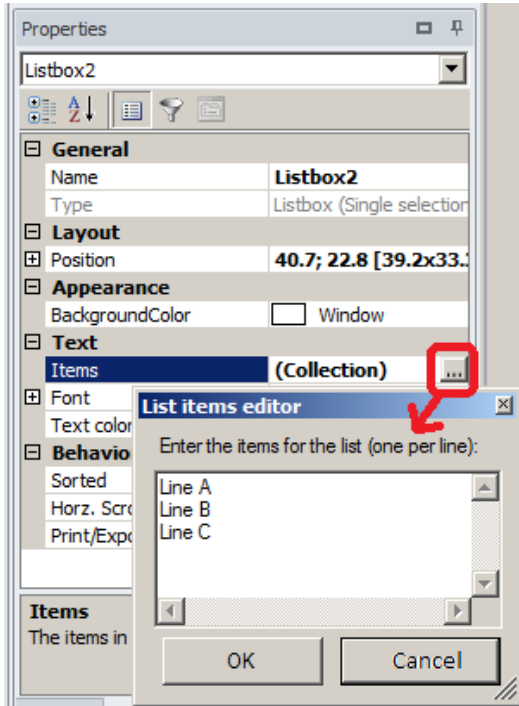 Properties
Listbox2
General
Name Listbox2
Type Listbox (Single selection
Layout
Position 40.7; 22.8 [39.2x33.
Appearance
BackgroundColor Window
Text
Items (Collection) ...
Font
Text color
Behavio
Sorted
Horz. Scro
Print/Expo
Items
The items in
List items editor
Enter the items for the list (one per line):
Line A
Line B
Line C
OK Cancel